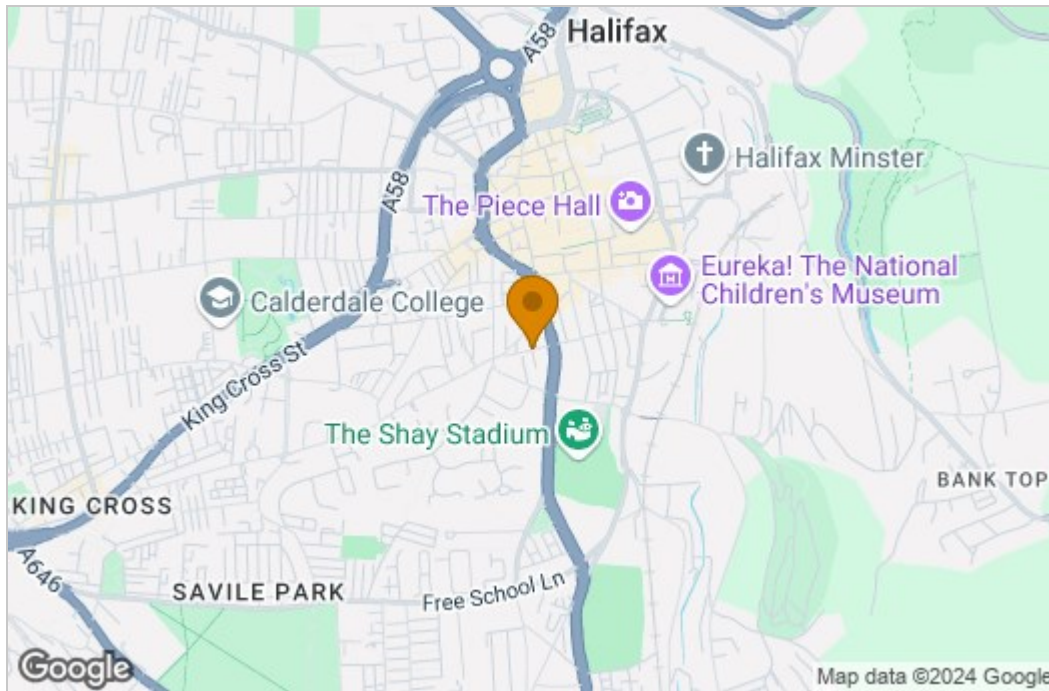 Halifax
A58
Halifax Minster
A58
The Piece Hall
Eureka! The National
Children's Museum
Calderdale College
King Cross St
The Shay Stadium
BANK TOP
KING CROSS
A646
SAVILE PARK
Free School Ln
Google
Map data ©2024 Google